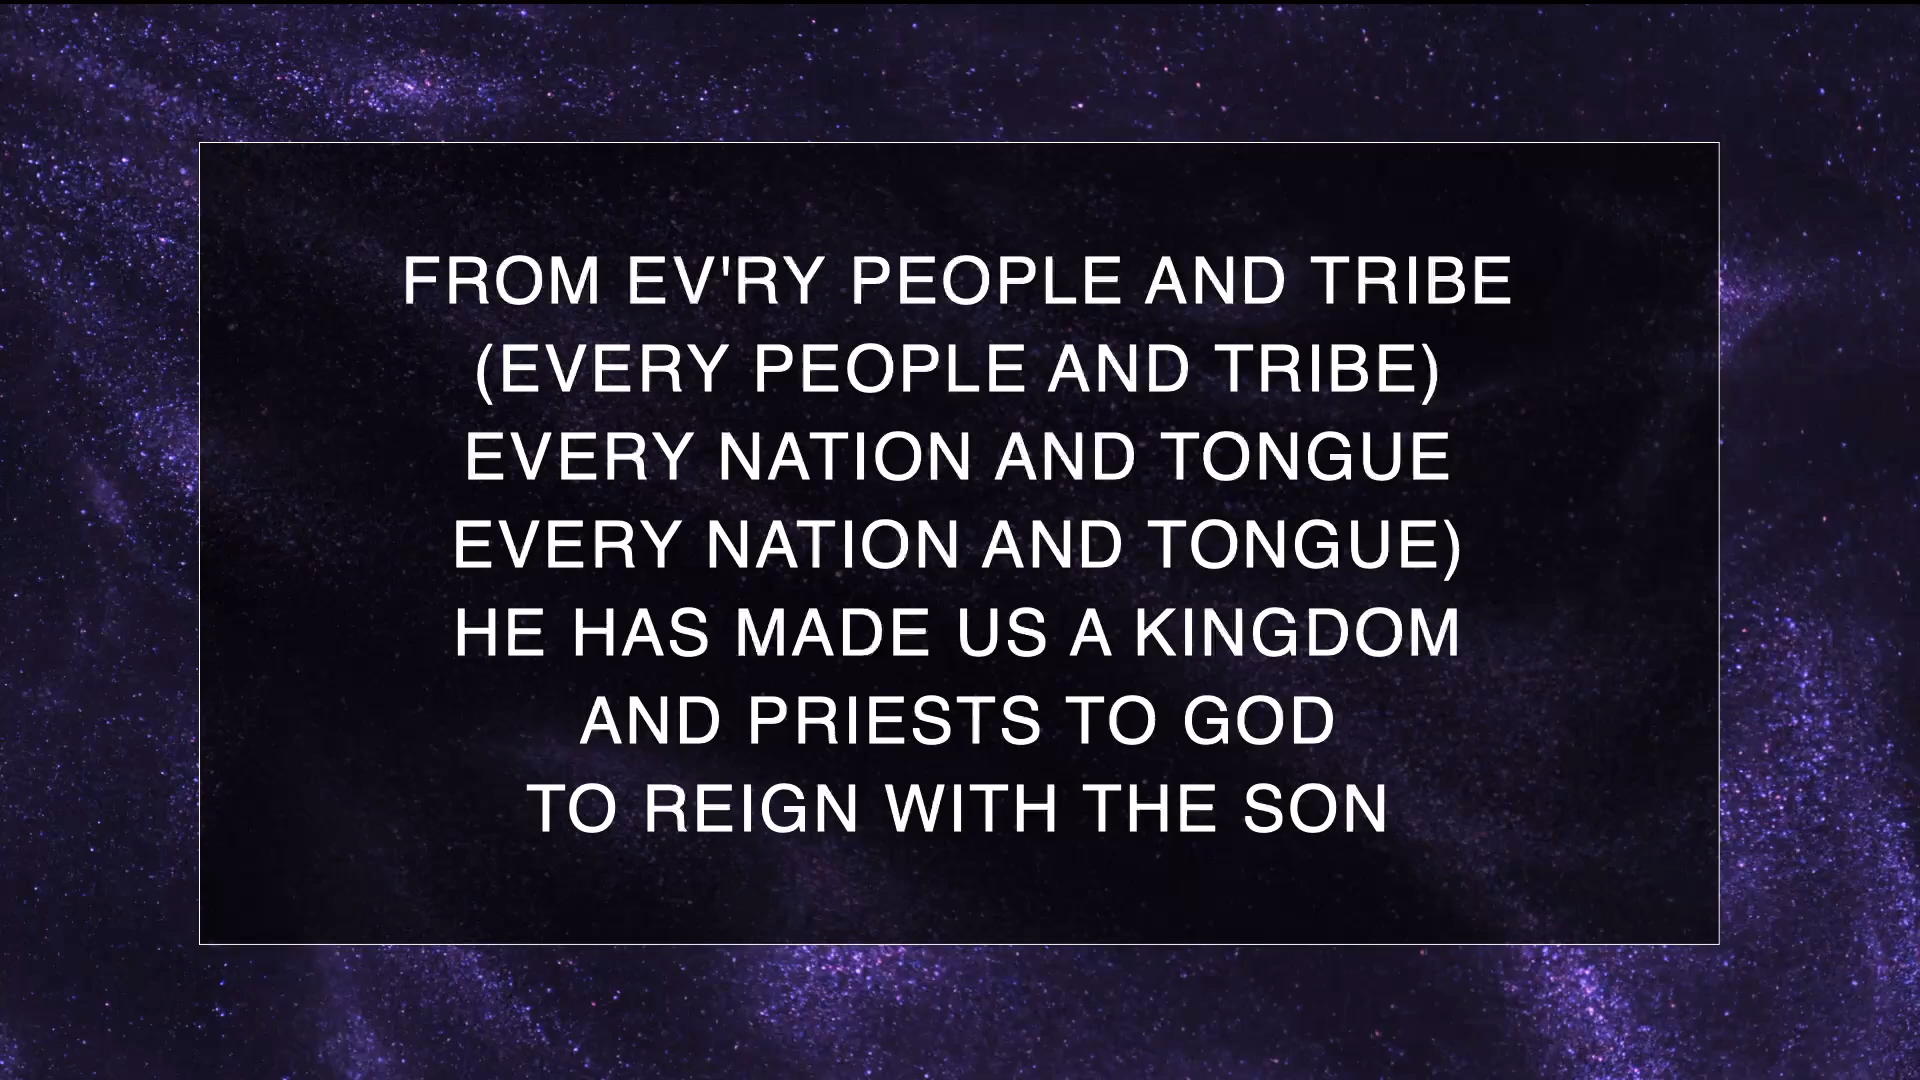 FROM EV'RY PEOPLE AND TRIBE
(EVERY PEOPLE AND TRIBE)
EVERY NATION AND TONGUE
EVERY NATION AND TONGUE)
HE HAS MADE US A KINGDOM
AND PRIESTS TO GOD
TO REIGN WITH THE SON